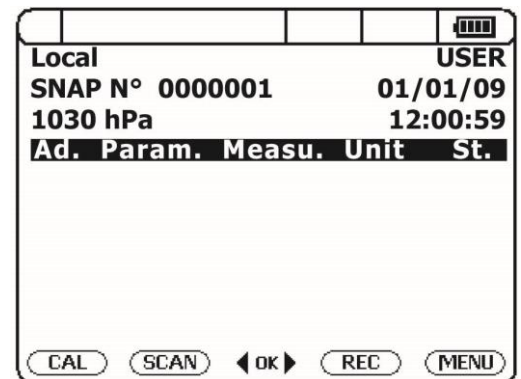 Local USER
SNAP N° 0000001 01/01/09
1030 hPa 12:00:59
Ad. Param. Measu. Unit St.
CAL SCAN OK REC MENU